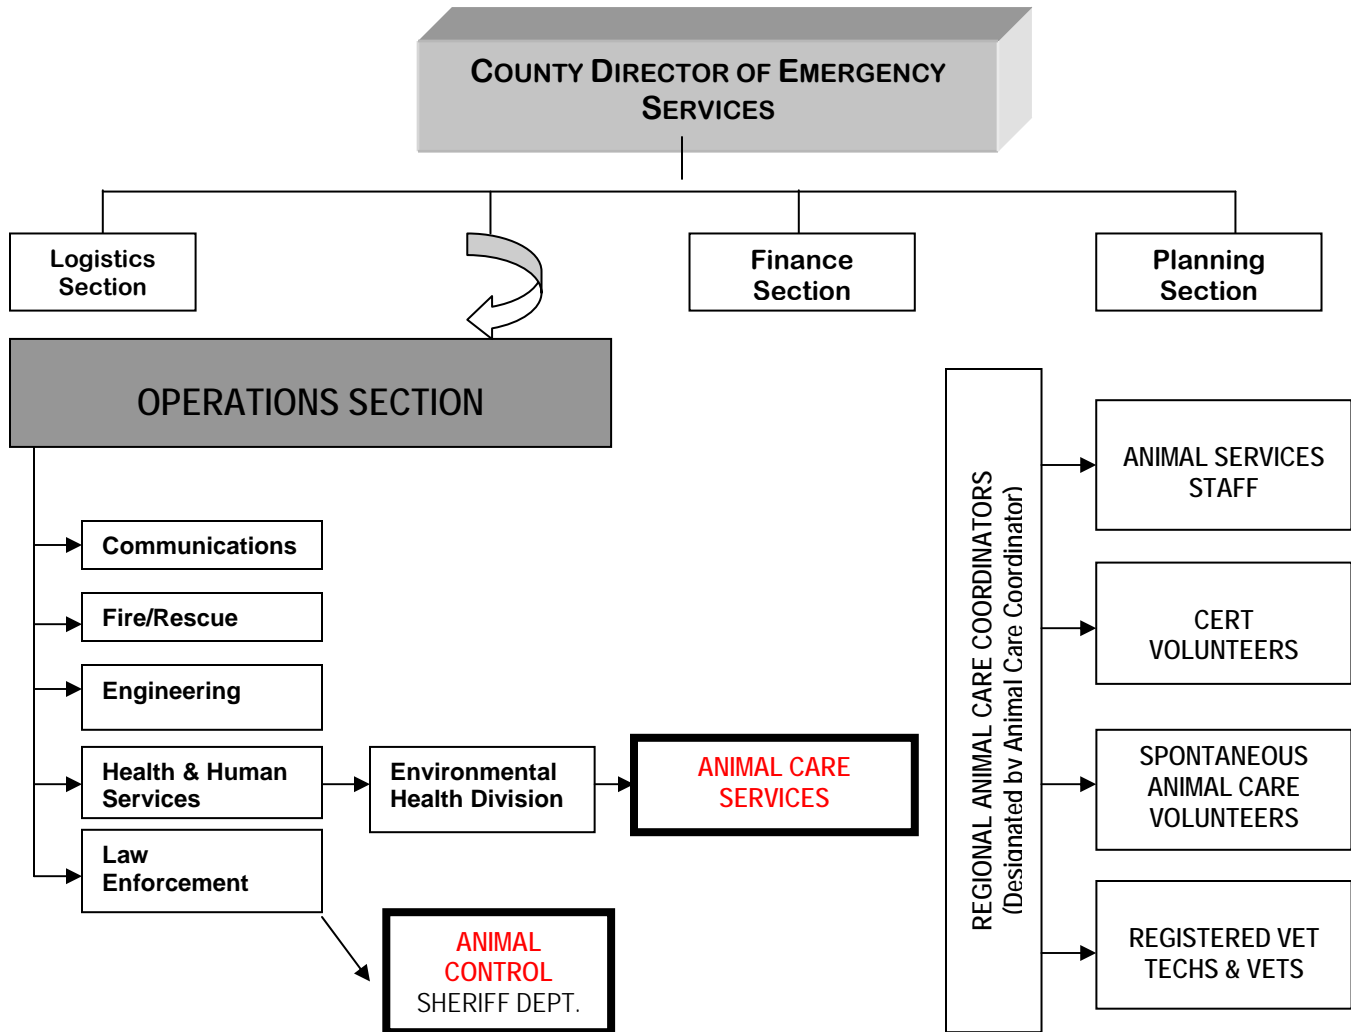 COUNTY DIRECTOR OF EMERGENCY
SERVICES
Logistics
Section
Finance
Section
Planning
Section
OPERATIONS SECTION
Communications
Fire/Rescue
Engineering
Health & Human
Services
Environmental
Health Division
ANIMAL CARE
SERVICES
Law
Enforcement
ANIMAL
CONTROL
SHERIFF DEPT.
REGIONAL ANIMAL CARE COORDINATORS
(Designated by Animal Care Coordinator)
ANIMAL SERVICES
STAFF
CERT
VOLUNTEERS
SPONTANEOUS
ANIMAL CARE
VOLUNTEERS
REGISTERED VET
TECHS & VETS